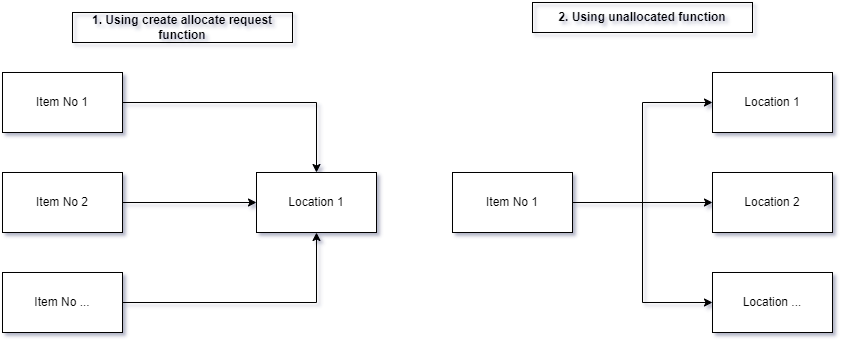 1. Using create allocate request
function
Item No 1
Item No 2
Item No ...
Location 1
2. Using unallocated function
Item No 1
Location 1
Location 2
Location ...